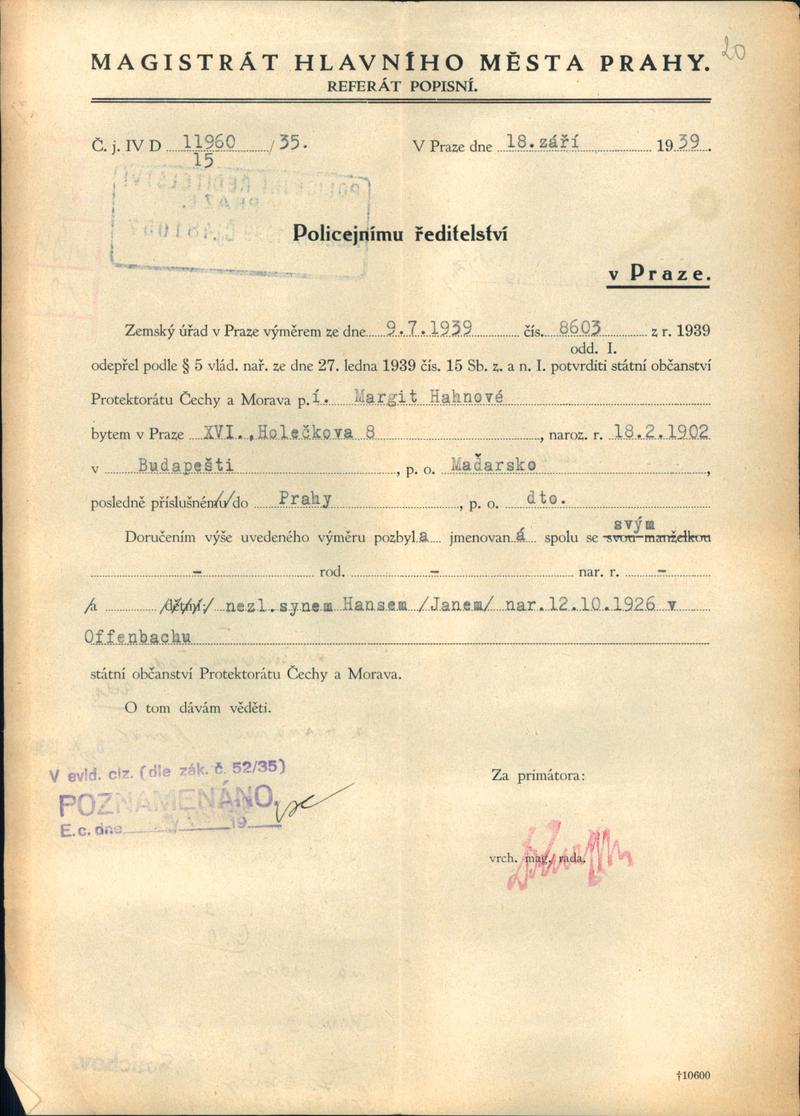 20
MAGISTRÁT HLAVNÍHO MĚSTA PRAHY.
REFERÁT POPISNÍ.
Č. j. IV D 11960 / 35.
15
V Praze dne 18. září 1939.
Policejnímu ředitelství
v Praze.
Zemský úřad v Praze výměrem ze dne 9.7.1939 čís. 8603 z r. 1939
odd. I.
odepřel podle § 5 vlád. nař. ze dne 27. ledna 1939 čís. 15 Sb. z. a n. I. potvrditi státní občanství
Protektorátu Čechy a Morava p. í. Margit Hahnové
bytem v Praze XVI., Holečkova 8, naroz. r. 18.2.1902
v Budapešti, p. o. Maďarsko,
posledně příslušném/u/ do Prahy, p. o. dto.
svým
Doručením výše uvedeného výměru pozbyla jmenovaná spolu se svou manželkou
– rod. – nar. r. –
/a /dětmi:/ nezl. synem Hansem /Janem/ nar. 12.10.1926 v
Offenbachu
státní občanství Protektorátu Čechy a Morava.
O tom dávám věděti.
V evid. ciz. (dle zák. č. 52/35)
POZNAMENÁNO.
E. c. dne 19
Za primátora:
vrch. mag. rada.
†10600